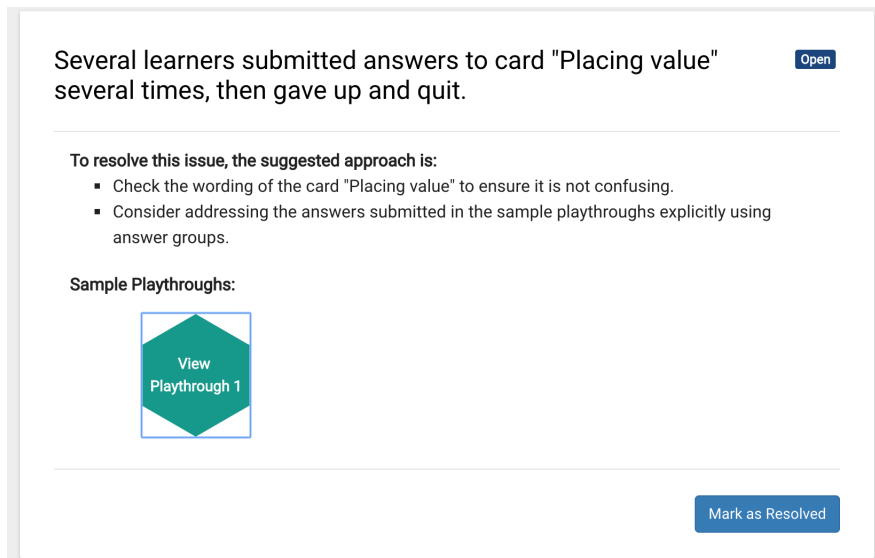 Several learners submitted answers to card "Placing value"
several times, then gave up and quit.
Open
To resolve this issue, the suggested approach is:
▪ Check the wording of the card "Placing value" to ensure it is not confusing.
▪ Consider addressing the answers submitted in the sample playthroughs explicitly using
answer groups.
Sample Playthroughs:
View
Playthrough 1
Mark as Resolved